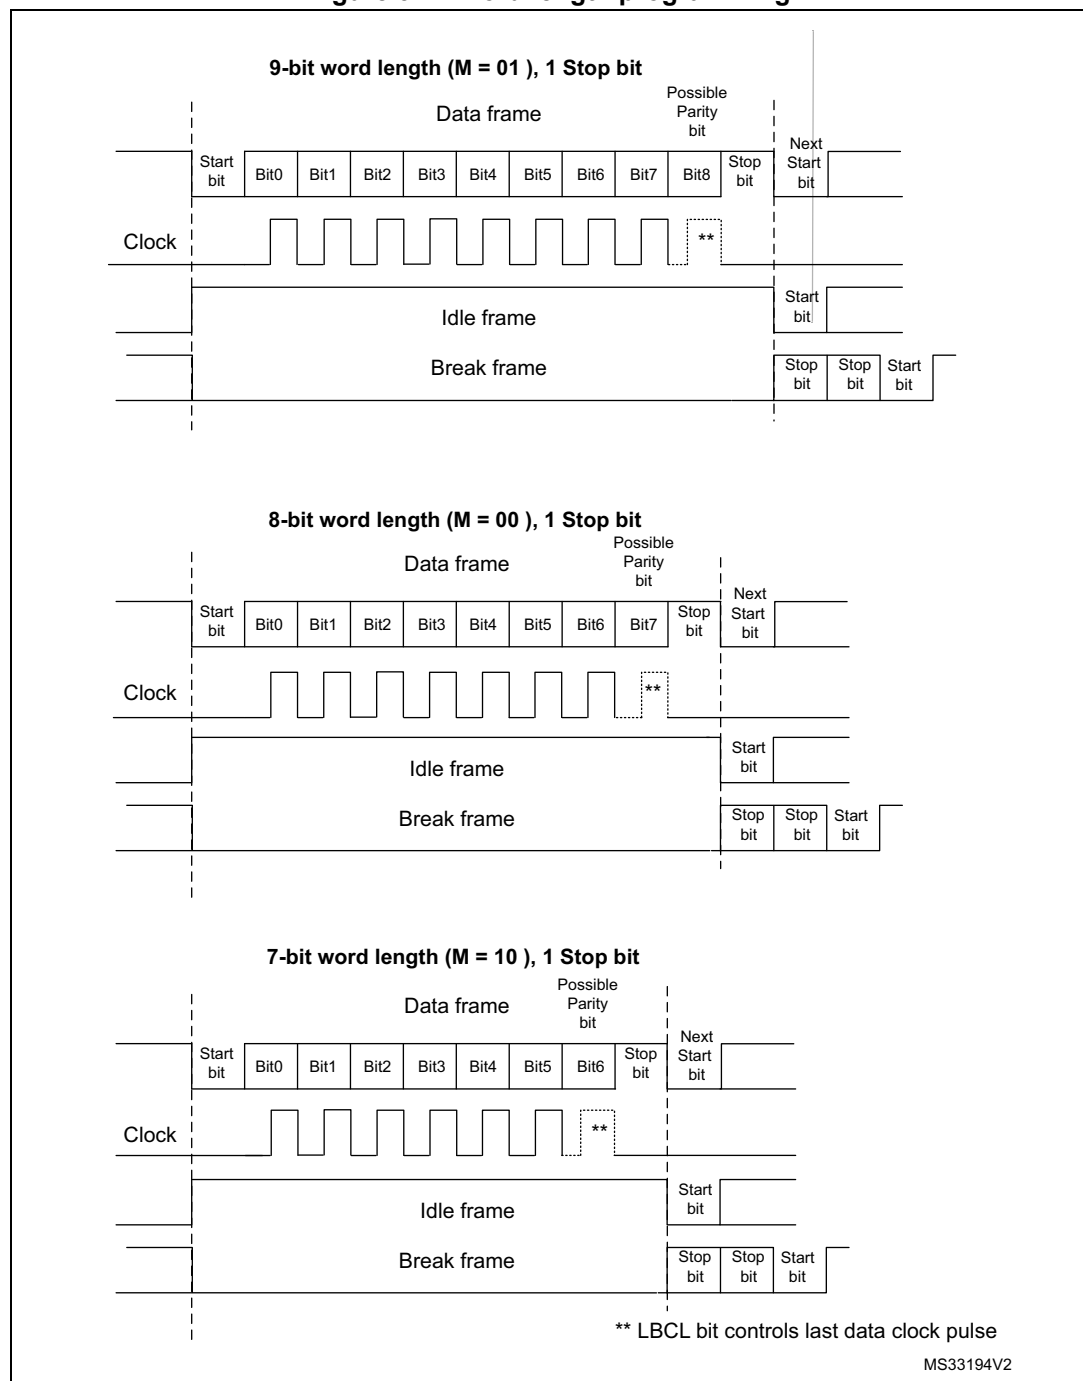 9-bit word length (M = 01 ), 1 Stop bit
Data frame
Possible
Parity
bit
Start
bit
Bit0
Bit1
Bit2
Bit3
Bit4
Bit5
Bit6
Bit7
Bit8
Stop
bit
Next
Start
bit
Clock
**
Idle frame
Start
bit
Break frame
Stop
bit
Stop
bit
Start
bit
8-bit word length (M = 00 ), 1 Stop bit
Data frame
Possible
Parity
bit
Start
bit
Bit0
Bit1
Bit2
Bit3
Bit4
Bit5
Bit6
Bit7
Stop
bit
Next
Start
bit
Clock
**
Idle frame
Start
bit
Break frame
Stop
bit
Stop
bit
Start
bit
7-bit word length (M = 10 ), 1 Stop bit
Data frame
Possible
Parity
bit
Start
bit
Bit0
Bit1
Bit2
Bit3
Bit4
Bit5
Bit6
Stop
bit
Next
Start
bit
Clock
**
Idle frame
Start
bit
Break frame
Stop
bit
Stop
bit
Start
bit
** LBCL bit controls last data clock pulse
MS33194V2